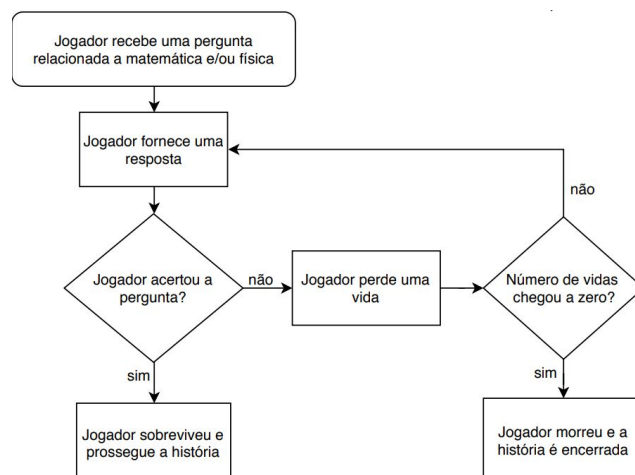 Jogador recebe uma pergunta
relacionada a matemática e/ou física
Jogador fornece uma
resposta
não
Jogador acertou a
pergunta?
não
Jogador perde uma
vida
Número de vidas
chegou a zero?
sim
sim
Jogador sobreviveu e
prossegue a história
Jogador morreu e a
história é encerrada